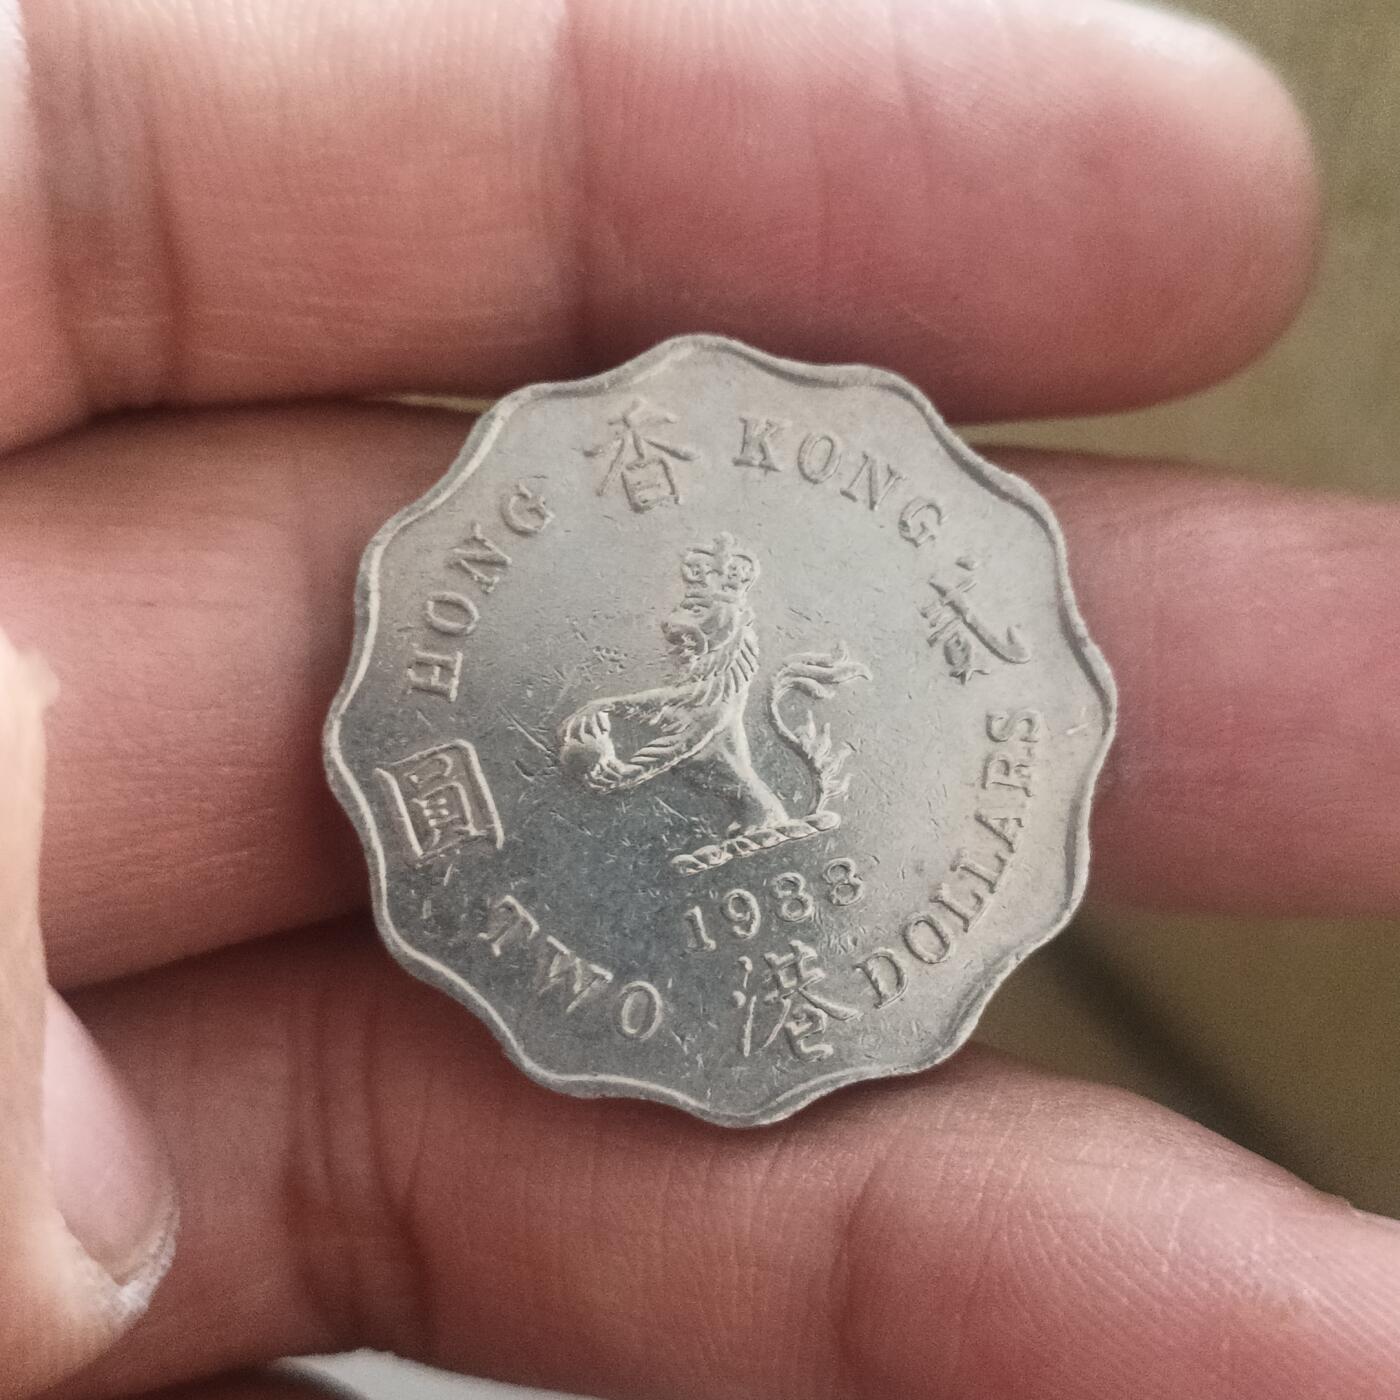 HONG KONG
香港
貳圓
TWO DOLLARS
1988